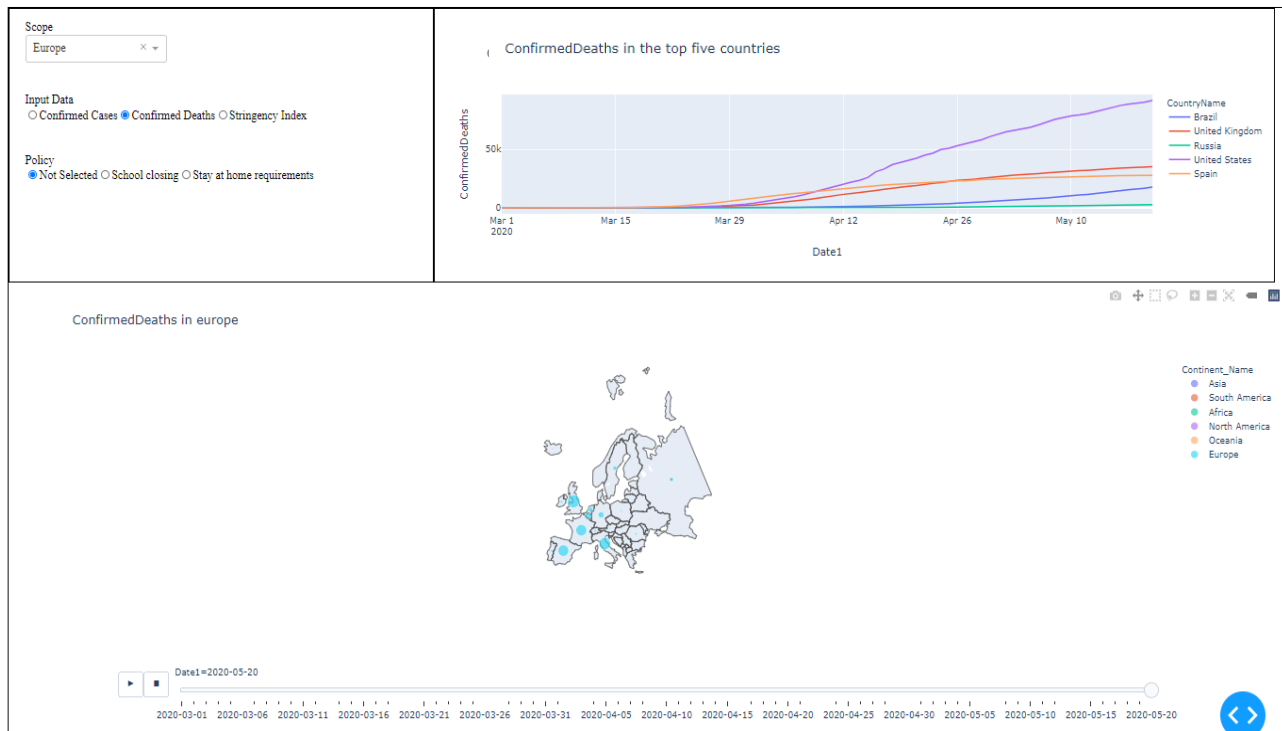 Scope
Europe
Input Data
Confirmed Cases Confirmed Deaths Stringency Index
Policy
Not Selected School closing Stay at home requirements
ConfirmedDeaths in the top five countries
ConfirmedDeaths
50k
0
Mar 1 Mar 15 Mar 29 Apr 12 Apr 26 May 10
2020
Date1
CountryName
Brazil
United Kingdom
Russia
United States
Spain
ConfirmedDeaths in europe
Continent_Name
Asia
South America
Africa
North America
Oceania
Europe
Date1=2020-05-20
2020-03-01 2020-03-06 2020-03-11 2020-03-16 2020-03-21 2020-03-26 2020-03-31 2020-04-05 2020-04-10 2020-04-15 2020-04-20 2020-04-25 2020-04-30 2020-05-05 2020-05-10 2020-05-15 2020-05-20